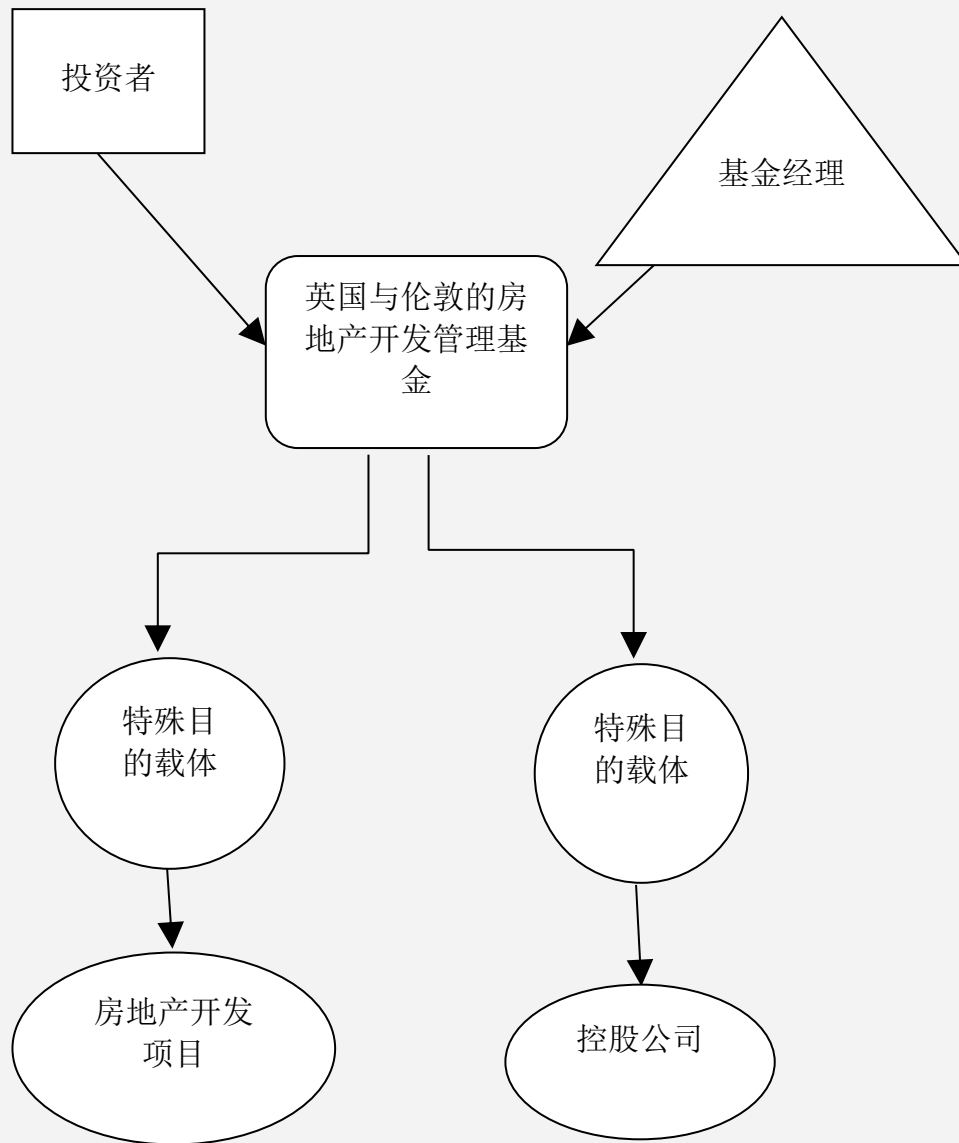 投资者
基金经理
英国与伦敦的房
地产开发管理基
金
特殊目
的载体
特殊目
的载体
房地产开发
项目
控股公司